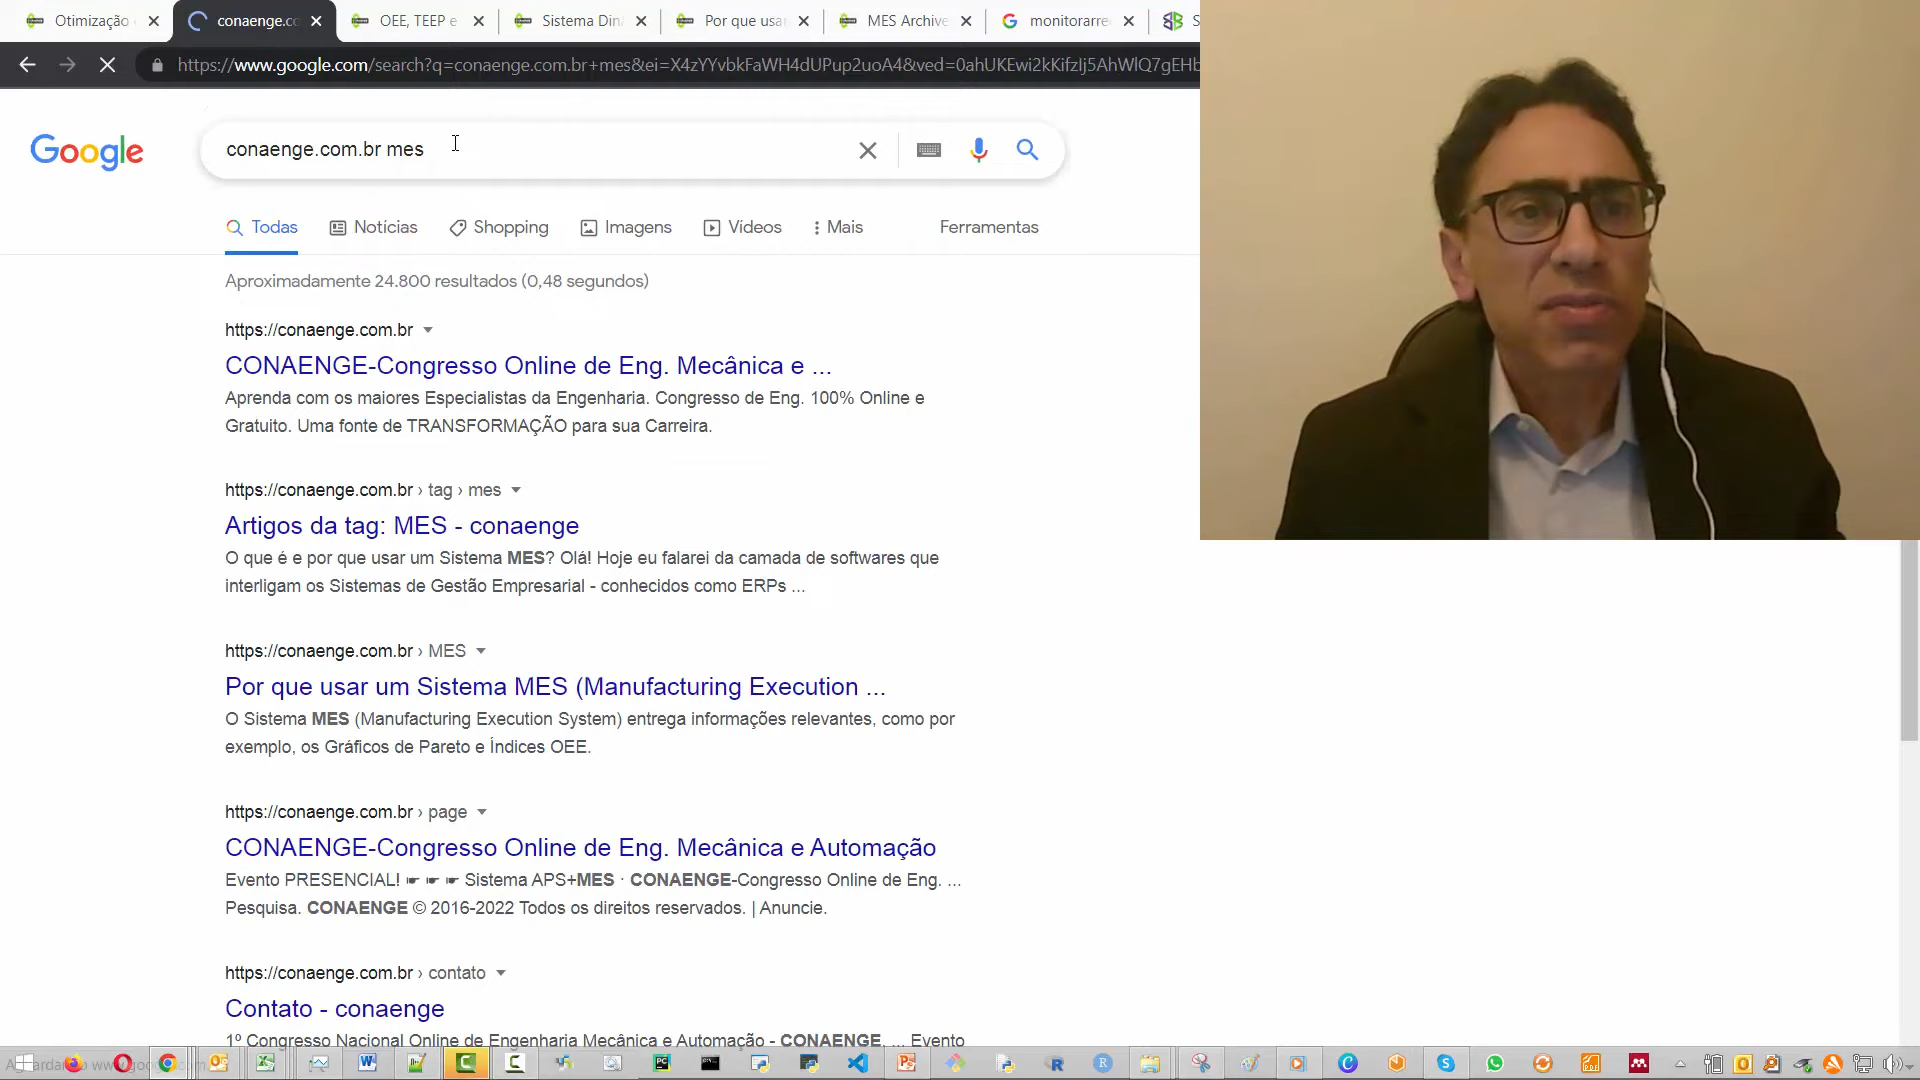 Otimização
conaenge.co
OEE, TEEP e
Sistema Din
Por que usa
MES Archive
monitorarre
S
https://www.google.com/search?q=conaenge.com.br+mes&ei=X4zYYvbkFaWH4dUPup2uoA4&ved=0ahUKEwi2kKifzIj5AhWlQ7gEHb
Google
conaenge.com.br mes
Todas
Notícias
Shopping
Imagens
Vídeos
Mais
Ferramentas
Aproximadamente 24.800 resultados (0,48 segundos)
https://conaenge.com.br
CONAENGE-Congresso Online de Eng. Mecânica e ...
Aprenda com os maiores Especialistas da Engenharia. Congresso de Eng. 100% Online e
Gratuito. Uma fonte de TRANSFORMAÇÃO para sua Carreira.
https://conaenge.com.br › tag › mes
Artigos da tag: MES - conaenge
O que é e por que usar um Sistema MES? Olá! Hoje eu falarei da camada de softwares que
interligam os Sistemas de Gestão Empresarial - conhecidos como ERPs ...
https://conaenge.com.br › MES
Por que usar um Sistema MES (Manufacturing Execution ...
O Sistema MES (Manufacturing Execution System) entrega informações relevantes, como por
exemplo, os Gráficos de Pareto e Índices OEE.
https://conaenge.com.br › page
CONAENGE-Congresso Online de Eng. Mecânica e Automação
Evento PRESENCIAL! ☛ ☛ ☛ Sistema APS+MES · CONAENGE-Congresso Online de Eng. ...
Pesquisa. CONAENGE © 2016-2022 Todos os direitos reservados. | Anuncie.
https://conaenge.com.br › contato
Contato - conaenge
1º Congresso Nacional Online de Engenharia Mecânica e Automação - CONAENGE. ... Evento